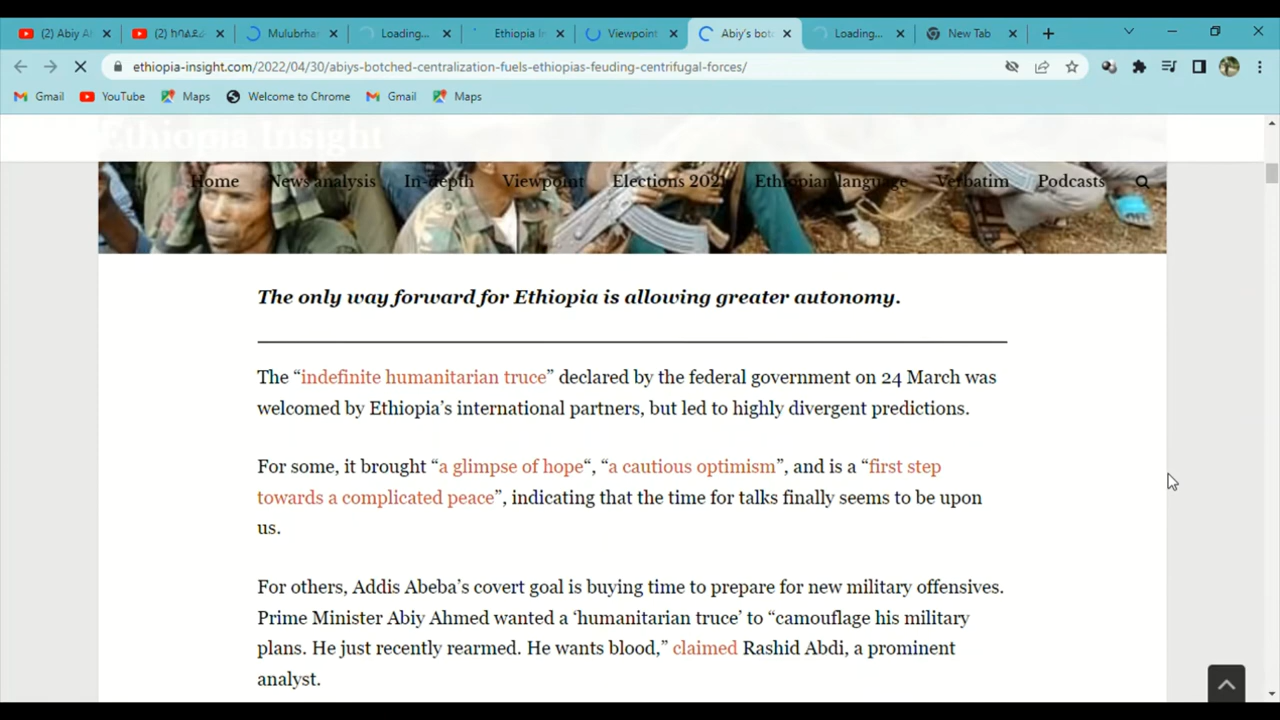 (2) Abiy Al
(2) ከባልደራ
Mulubrhan
Loading...
Ethiopia In
Viewpoint
Abiy's bot
Loading...
New Tab
ethiopia-insight.com/2022/04/30/abiys-botched-centralization-fuels-ethiopias-feuding-centrifugal-forces/
Gmail YouTube Maps Welcome to Chrome Gmail Maps
Ethiopia Insight
Home News analysis In-depth Viewpoint Elections 2021 Ethiopian language Verbatim Podcasts
The only way forward for Ethiopia is allowing greater autonomy.
The “indefinite humanitarian truce” declared by the federal government on 24 March was
welcomed by Ethiopia’s international partners, but led to highly divergent predictions.
For some, it brought “a glimpse of hope“, “a cautious optimism”, and is a “first step
towards a complicated peace”, indicating that the time for talks finally seems to be upon
us.
For others, Addis Abeba’s covert goal is buying time to prepare for new military offensives.
Prime Minister Abiy Ahmed wanted a ‘humanitarian truce’ to “camouflage his military
plans. He just recently rearmed. He wants blood,” claimed Rashid Abdi, a prominent
analyst.